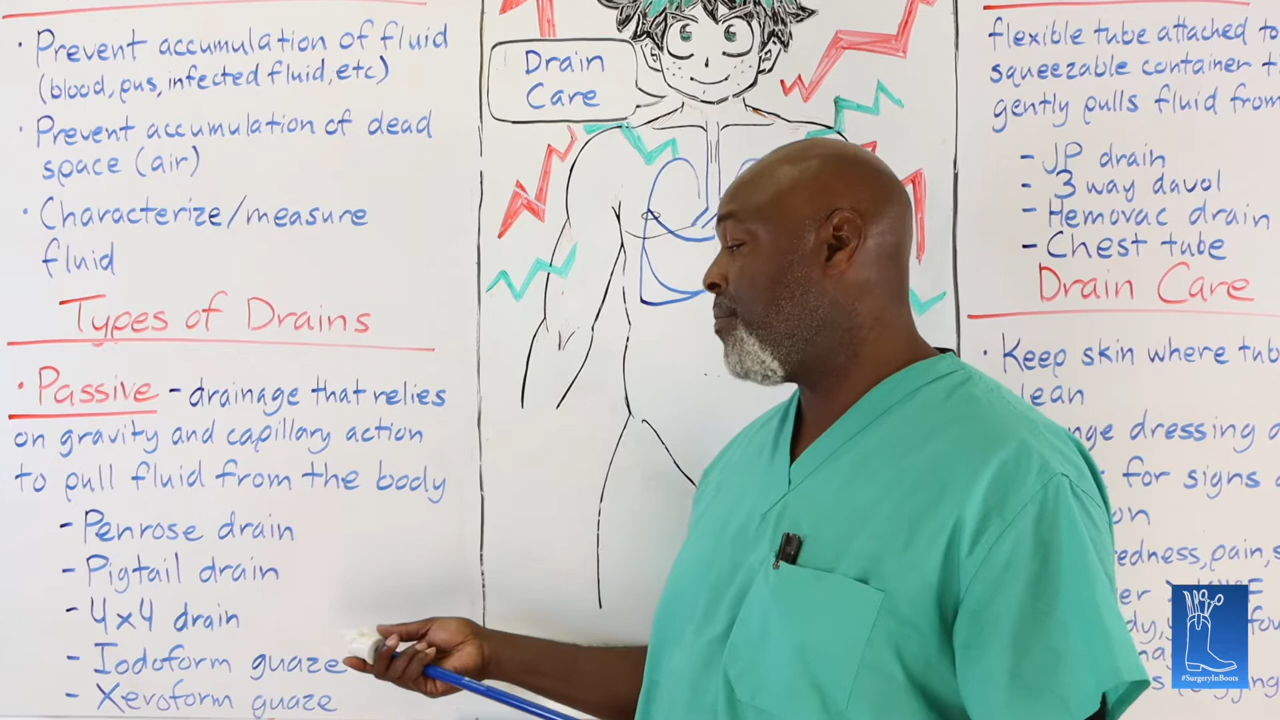 • Prevent accumulation of fluid
(blood, pus, infected fluid, etc)
• Prevent accumulation of dead
space (air)
• Characterize/measure
fluid
Types of Drains
• Passive - drainage that relies
on gravity and capillary action
to pull fluid from the body
- Penrose drain
- Pigtail drain
- 4x4 drain
- Iodoform guaze
- Xeroform guaze
Drain
Care
flexible tube attached to
squeezable container
gently pulls fluid from
- JP drain
- 3 way davol
- Hemovac drain
- Chest tube
Drain Care
• Keep skin where
lean
nge dressing
for signs
on
edness, pain,
er
#SurgeryInBoots